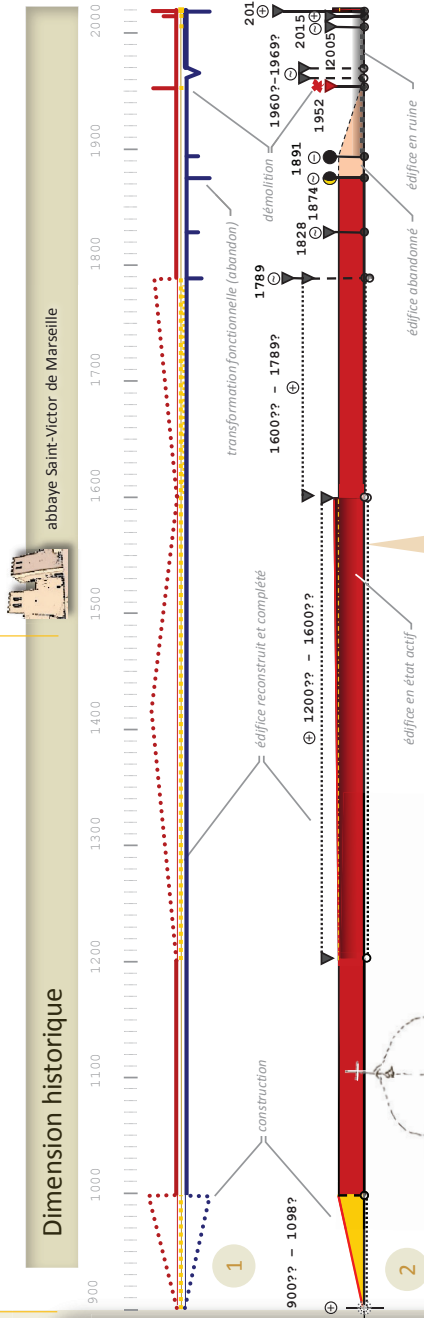 Dimension historique
abbaye Saint-Victor de Marseille
900 1000 1100 1200 1300 1400 1500 1600 1700 1800 1900 2000
1
construction
édifice reconstruit et complété
transformation fonctionnelle (abandon)
démolition
900?? – 1098?
1200?? – 1600??
1600?? – 1789?
1789
1828
1874
1891
1952
1960?–1969?
2005
2015
201
2
édifice en état actif
édifice abandonné
édifice en ruine